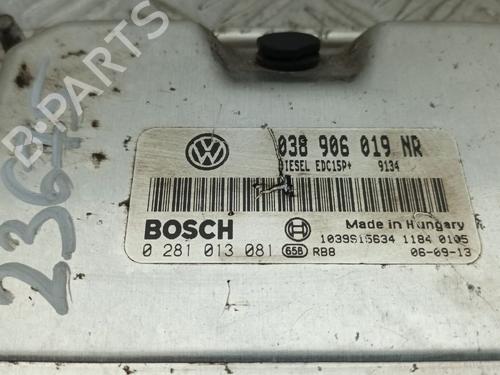 038 906 019 NR
DIESEL EDC15P+ 9134
BOSCH
Made in Hungary
0 281 013 081
658
RB8
1039S15634 1184 0105
06-09-13
B-PARTS